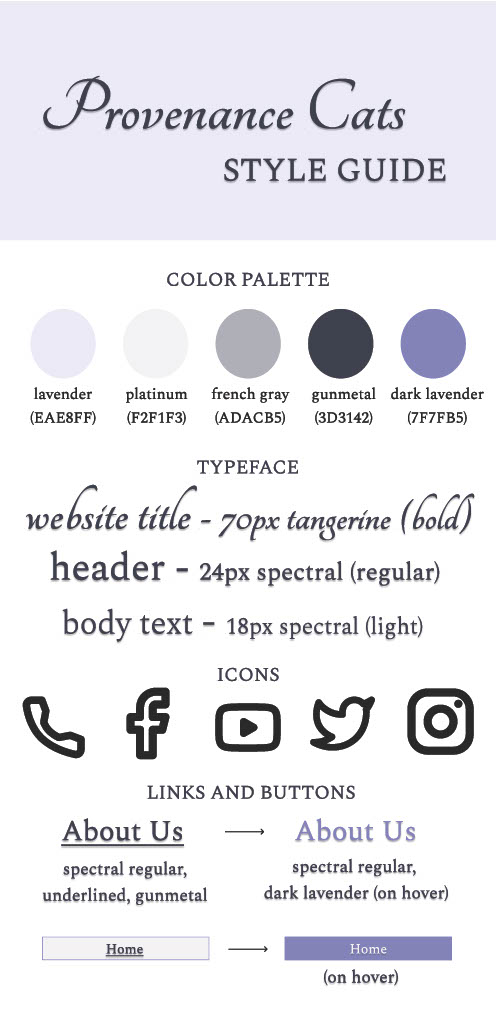 Provenance Cats
STYLE GUIDE
COLOR PALETTE
lavender platinum french gray gunmetal dark lavender
(EAE8FF) (F2F1F3) (ADACB5) (3D3142) (7F7FB5)
TYPEFACE
website title - 70px tangerine (bold)
header - 24px spectral (regular)
body text - 18px spectral (light)
ICONS
LINKS AND BUTTONS
About Us About Us
spectral regular, spectral regular,
underlined, gunmetal dark lavender (on hover)
Home Home
(on hover)